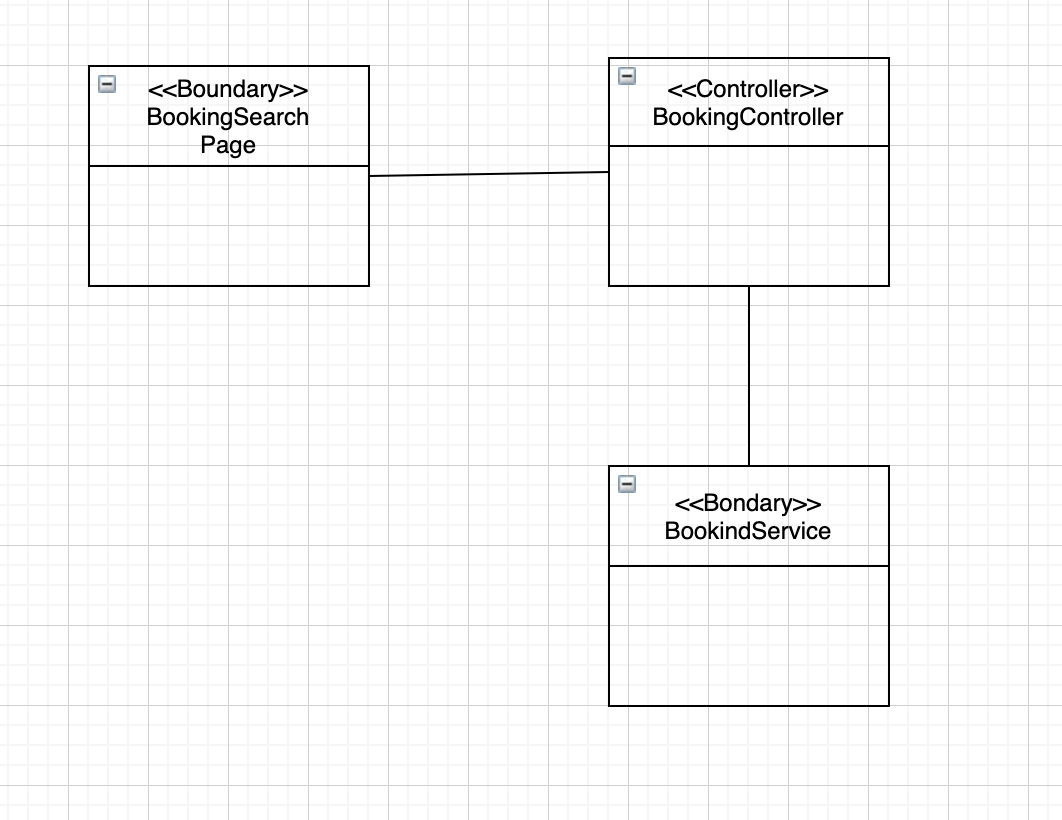 <<Boundary>>
BookingSearch
Page
<<Controller>>
BookingController
<<Bondary>>
BookindService